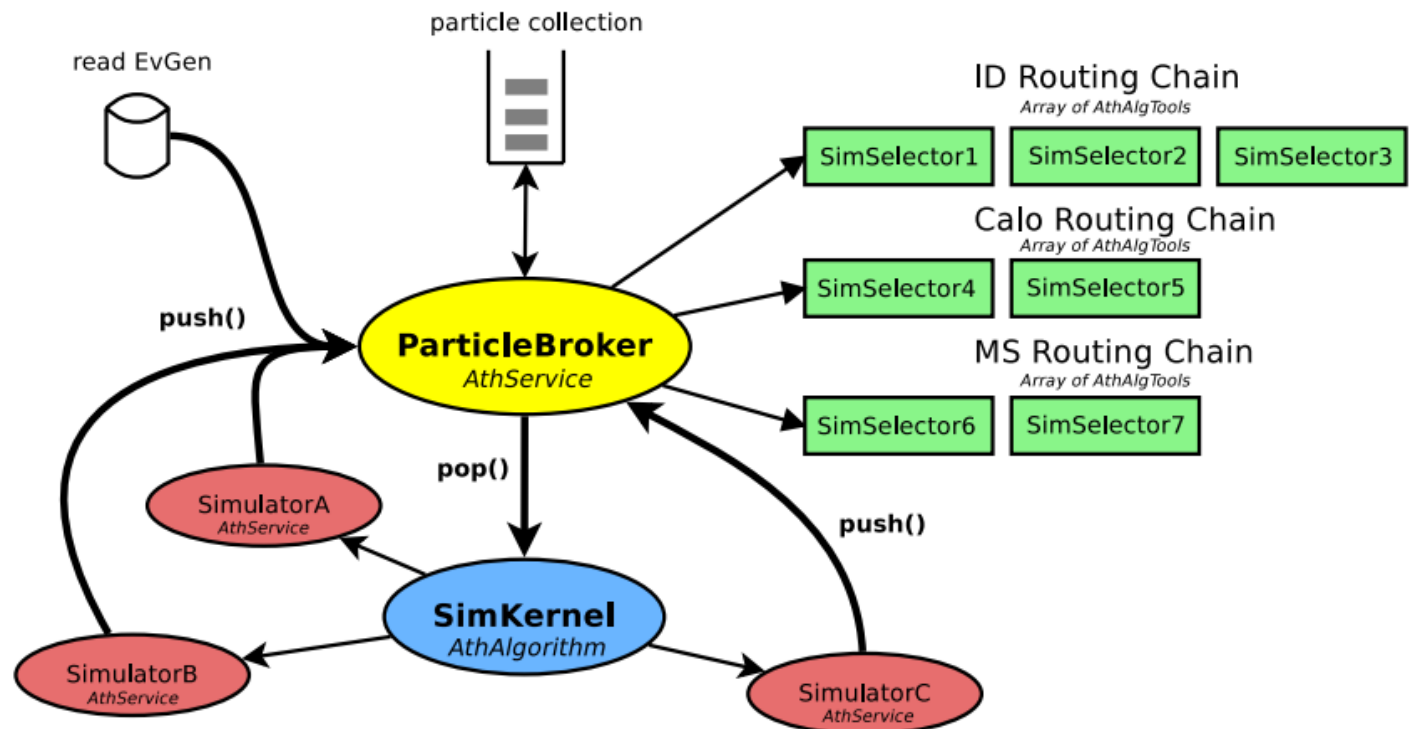 particle collection
read EvGen
ID Routing Chain
Array of AthAlgTools
SimSelector1
SimSelector2
SimSelector3
Calo Routing Chain
Array of AthAlgTools
SimSelector4
SimSelector5
push()
ParticleBroker
AthService
MS Routing Chain
Array of AthAlgTools
SimSelector6
SimSelector7
pop()
SimulatorA
AthService
push()
SimKernel
AthAlgorithm
SimulatorB
AthService
SimulatorC
AthService